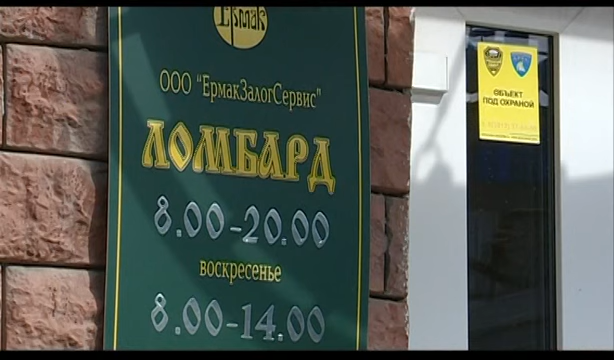 Ермак
ООО "ЕрмакЗалогСервис"
ЛОМБАРД
8.00-20.00
воскресенье
8.00-14.00
ОБЪЕКТ
ПОД ОХРАНОЙ